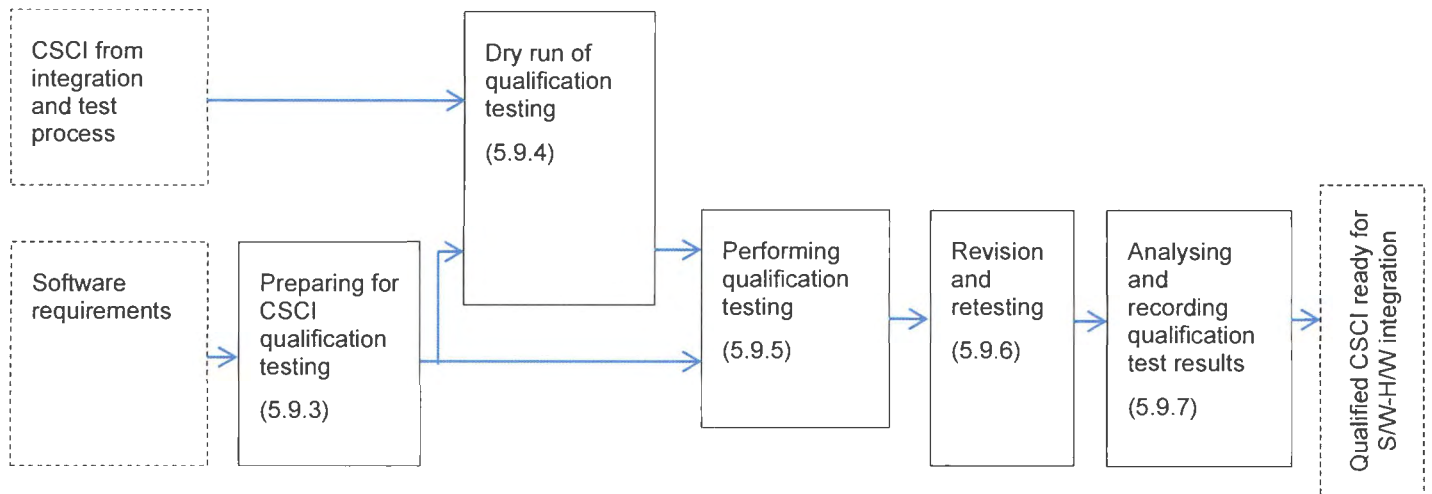 CSCI from
integration
and test
process
Dry run of
qualification
testing
(5.9.4)
Software
requirements
Preparing for
CSCI
qualification
testing
(5.9.3)
Performing
qualification
testing
(5.9.5)
Revision
and
retesting
(5.9.6)
Analysing
and
recording
qualification
test results
(5.9.7)
Qualified CSCI ready for
S/W-H/W integration